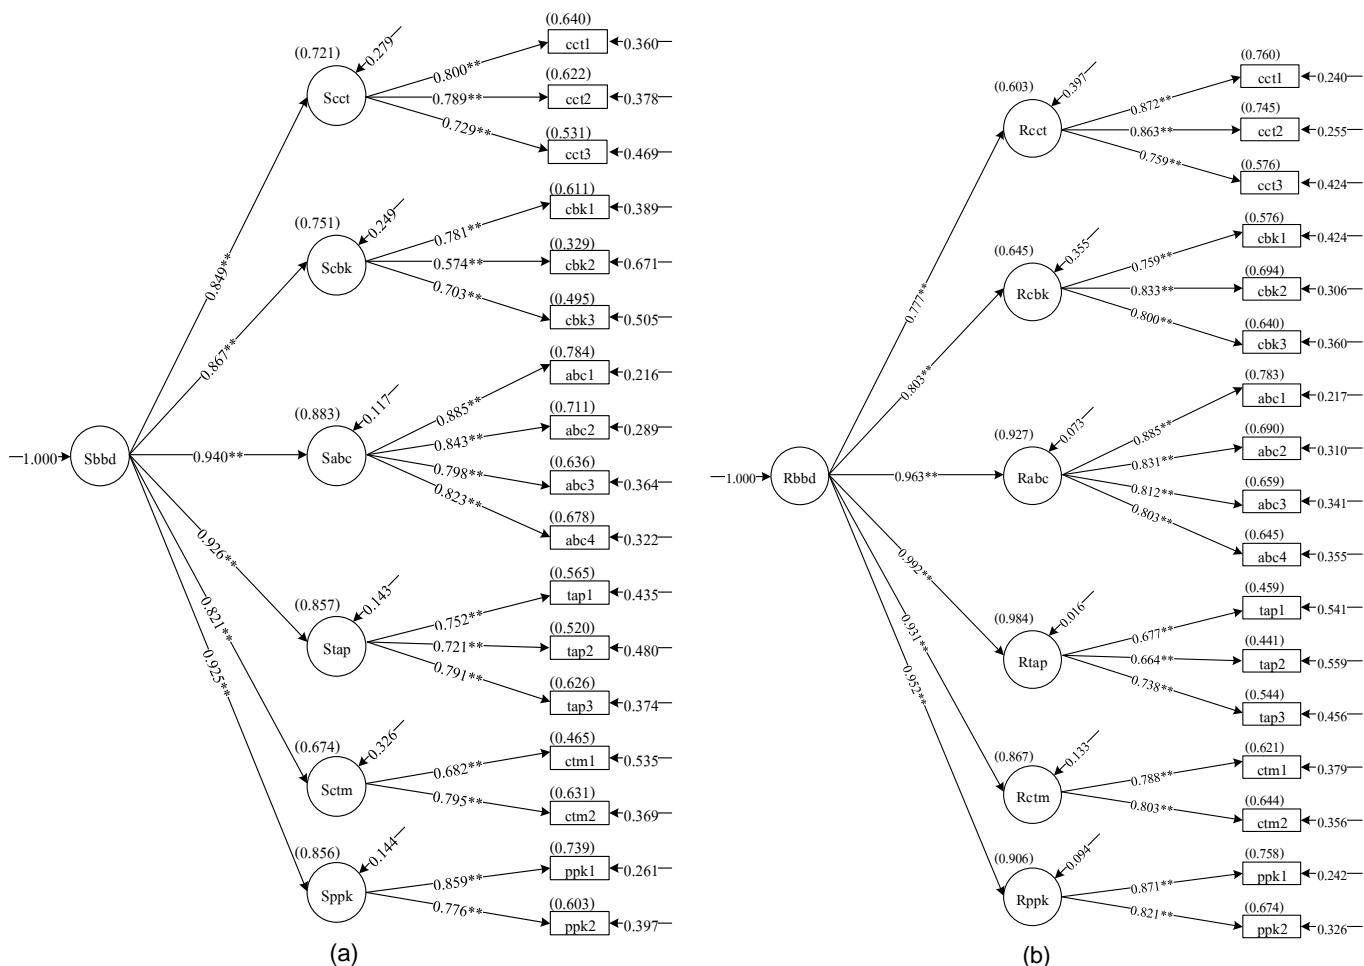 (0.640)
0.279
(0.721)
cct1
0.360
0.800**
Scct
(0.622)
0.789**
cct2
0.378
0.729**
(0.531)
cct3
0.469
0.849**
(0.611)
0.249
(0.751)
cbk1
0.389
0.781**
Scbk
(0.329)
0.574**
cbk2
0.671
0.703**
(0.495)
cbk3
0.505
0.867**
(0.784)
0.117
(0.883)
abc1
0.216
0.885**
(0.711)
0.843**
abc2
0.289
1.000
Sbbd
0.940**
Sabc
0.798**
(0.636)
abc3
0.364
0.823**
(0.678)
abc4
0.322
0.926**
(0.565)
0.143
(0.857)
tap1
0.435
0.752**
Stap
(0.520)
0.721**
tap2
0.480
0.791**
(0.626)
tap3
0.374
0.821**
0.326
(0.674)
(0.465)
ctm1
0.535
0.682**
Sctm
0.795**
(0.631)
ctm2
0.369
0.925**
0.144
(0.856)
(0.739)
ppk1
0.261
0.859**
Sppk
0.776**
(0.603)
ppk2
0.397
(a)
(0.760)
0.397
(0.603)
cct1
0.240
0.872**
Rcct
(0.745)
0.863**
cct2
0.255
0.759**
(0.576)
cct3
0.424
0.777**
(0.576)
0.355
(0.645)
cbk1
0.424
0.759**
Rcbk
(0.694)
0.833**
cbk2
0.306
0.800**
(0.640)
cbk3
0.360
0.803**
(0.783)
0.073
(0.927)
abc1
0.217
0.885**
(0.690)
0.831**
abc2
0.310
1.000
Rbbd
0.963**
Rabc
0.812**
(0.659)
abc3
0.341
0.803**
(0.645)
abc4
0.355
0.992**
(0.459)
0.016
(0.984)
tap1
0.541
0.677**
Rtap
(0.441)
0.664**
tap2
0.559
0.738**
(0.544)
tap3
0.456
0.931**
0.133
(0.867)
(0.621)
ctm1
0.379
0.788**
Rctm
0.803**
(0.644)
ctm2
0.356
0.952**
0.094
(0.906)
(0.758)
ppk1
0.242
0.871**
Rppk
0.821**
(0.674)
ppk2
0.326
(b)